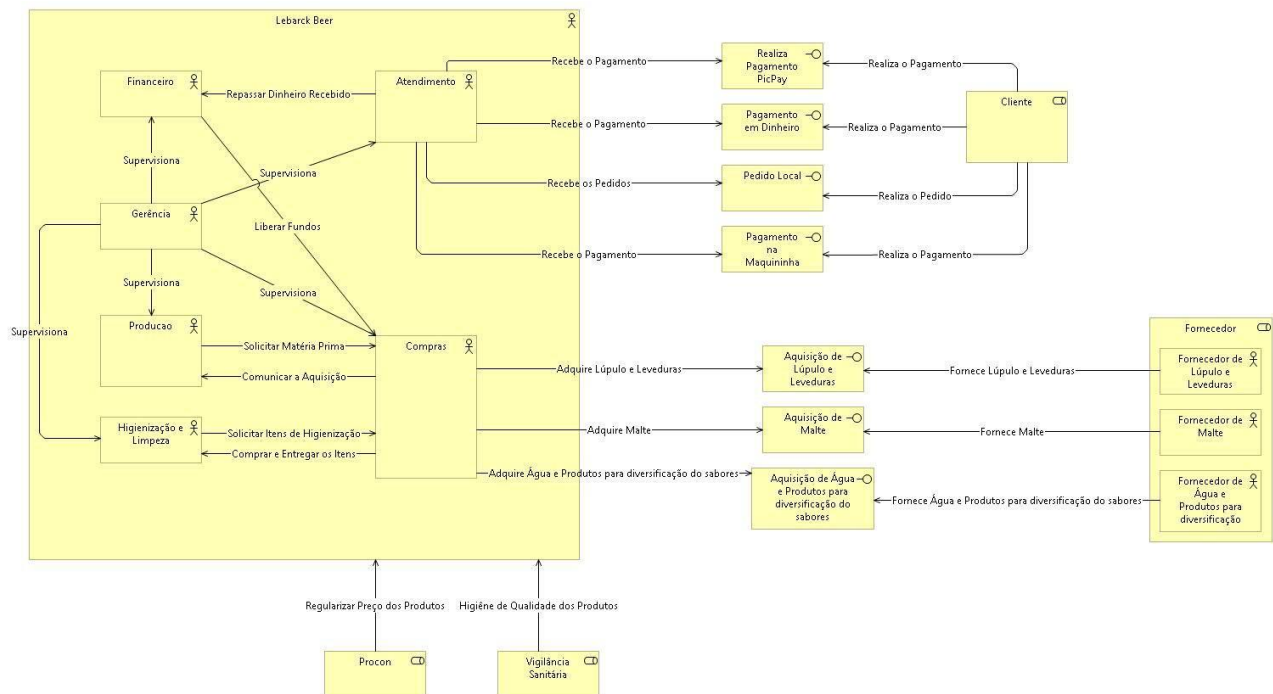 Lebarck Beer
Financeiro
Atendimento
Realiza
Pagamento
PicPay
Cliente
Recebe o Pagamento
Realiza o Pagamento
Repassar Dinheiro Recebido
Pagamento
em Dinheiro
Recebe o Pagamento
Realiza o Pagamento
Supervisiona
Supervisiona
Pedido Local
Recebe os Pedidos
Realiza o Pedido
Gerência
Liberar Fundos
Pagamento
na
Maquininha
Recebe o Pagamento
Realiza o Pagamento
Supervisiona
Supervisiona
Supervisiona
Producao
Solicitar Matéria Prima
Comunicar a Aquisição
Compras
Adquire Lúpulo e Leveduras
Aquisição de
Lúpulo e
Leveduras
Fornece Lúpulo e Leveduras
Fornecedor
Fornecedor de
Lúpulo e
Leveduras
Higienização e
Limpeza
Solicitar Itens de Higienização
Comprar e Entregar os Itens
Adquire Malte
Aquisição de
Malte
Fornece Malte
Fornecedor de
Malte
Adquire Água e Produtos para diversificação do sabores
Aquisição de Água
e Produtos para
diversificação do
sabores
Fornece Água e Produtos para diversificação do sabores
Fornecedor de
Água e
Produtos para
diversificação
Regularizar Preço dos Produtos
Higiêne de Qualidade dos Produtos
Procon
Vigilância
Sanitária